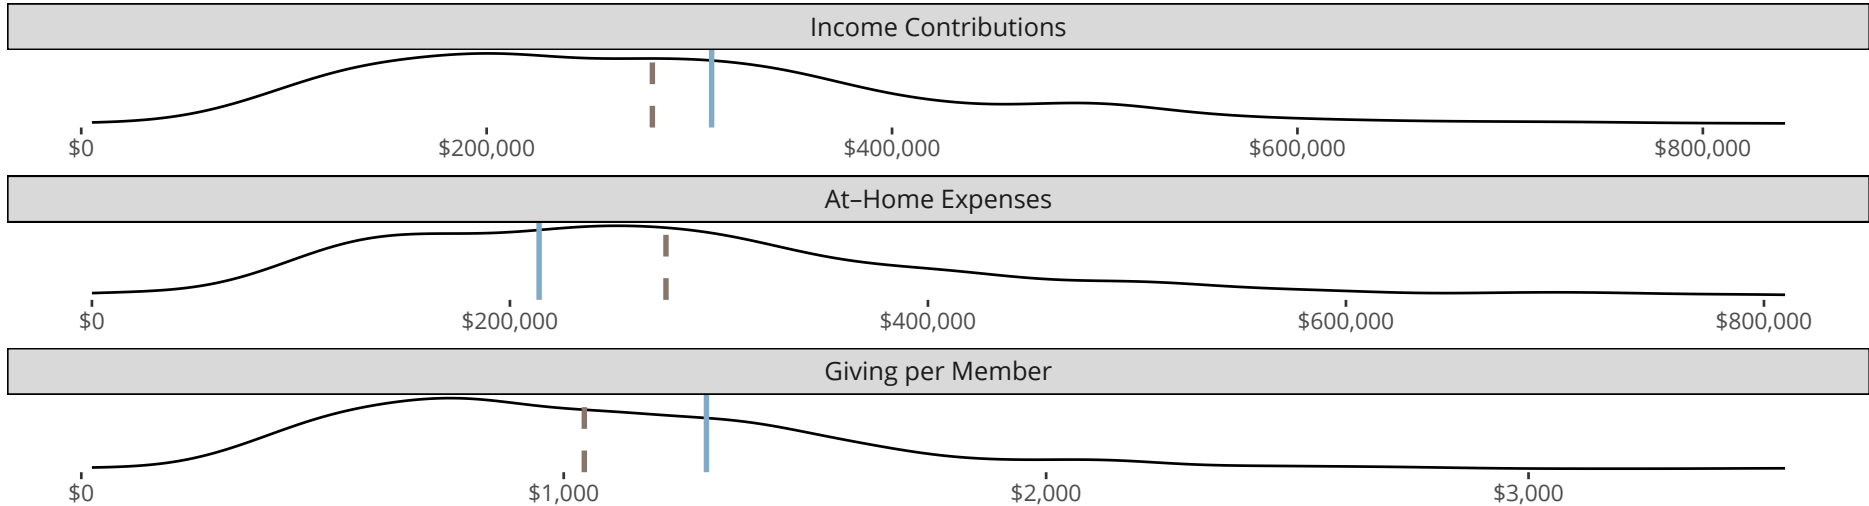 Income Contributions
$0 $200,000 $400,000 $600,000 $800,000
At–Home Expenses
$0 $200,000 $400,000 $600,000 $800,000
Giving per Member
$0 $1,000 $2,000 $3,000